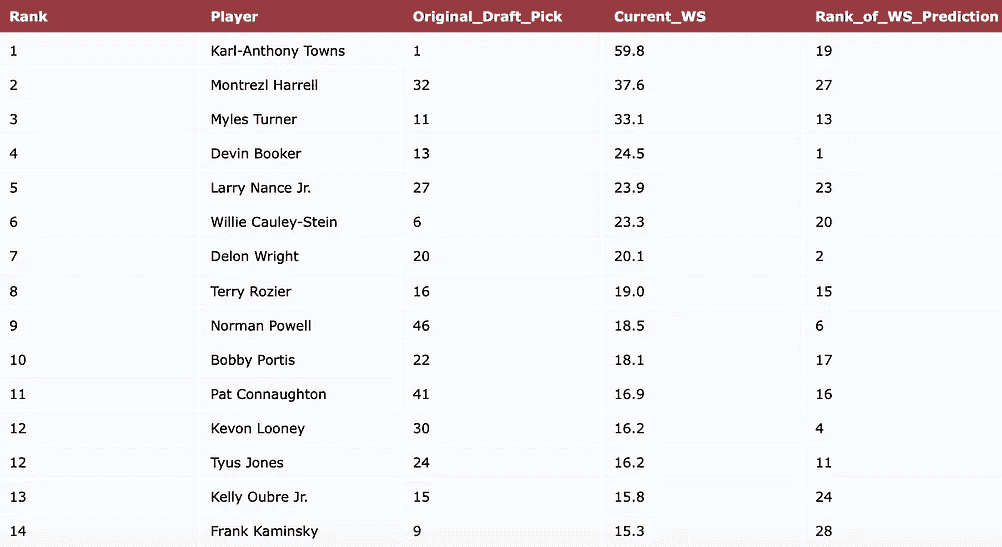 Rank Player Original_Draft_Pick Current_WS Rank_of_WS_Prediction
1 Karl-Anthony Towns 1 59.8 19
2 Montrezl Harrell 32 37.6 27
3 Myles Turner 11 33.1 13
4 Devin Booker 13 24.5 1
5 Larry Nance Jr. 27 23.9 23
6 Willie Cauley-Stein 6 23.3 20
7 Delon Wright 20 20.1 2
8 Terry Rozier 16 19.0 15
9 Norman Powell 46 18.5 6
10 Bobby Portis 22 18.1 17
11 Pat Connaughton 41 16.9 16
12 Kevon Looney 30 16.2 4
12 Tyus Jones 24 16.2 11
13 Kelly Oubre Jr. 15 15.8 24
14 Frank Kaminsky 9 15.3 28